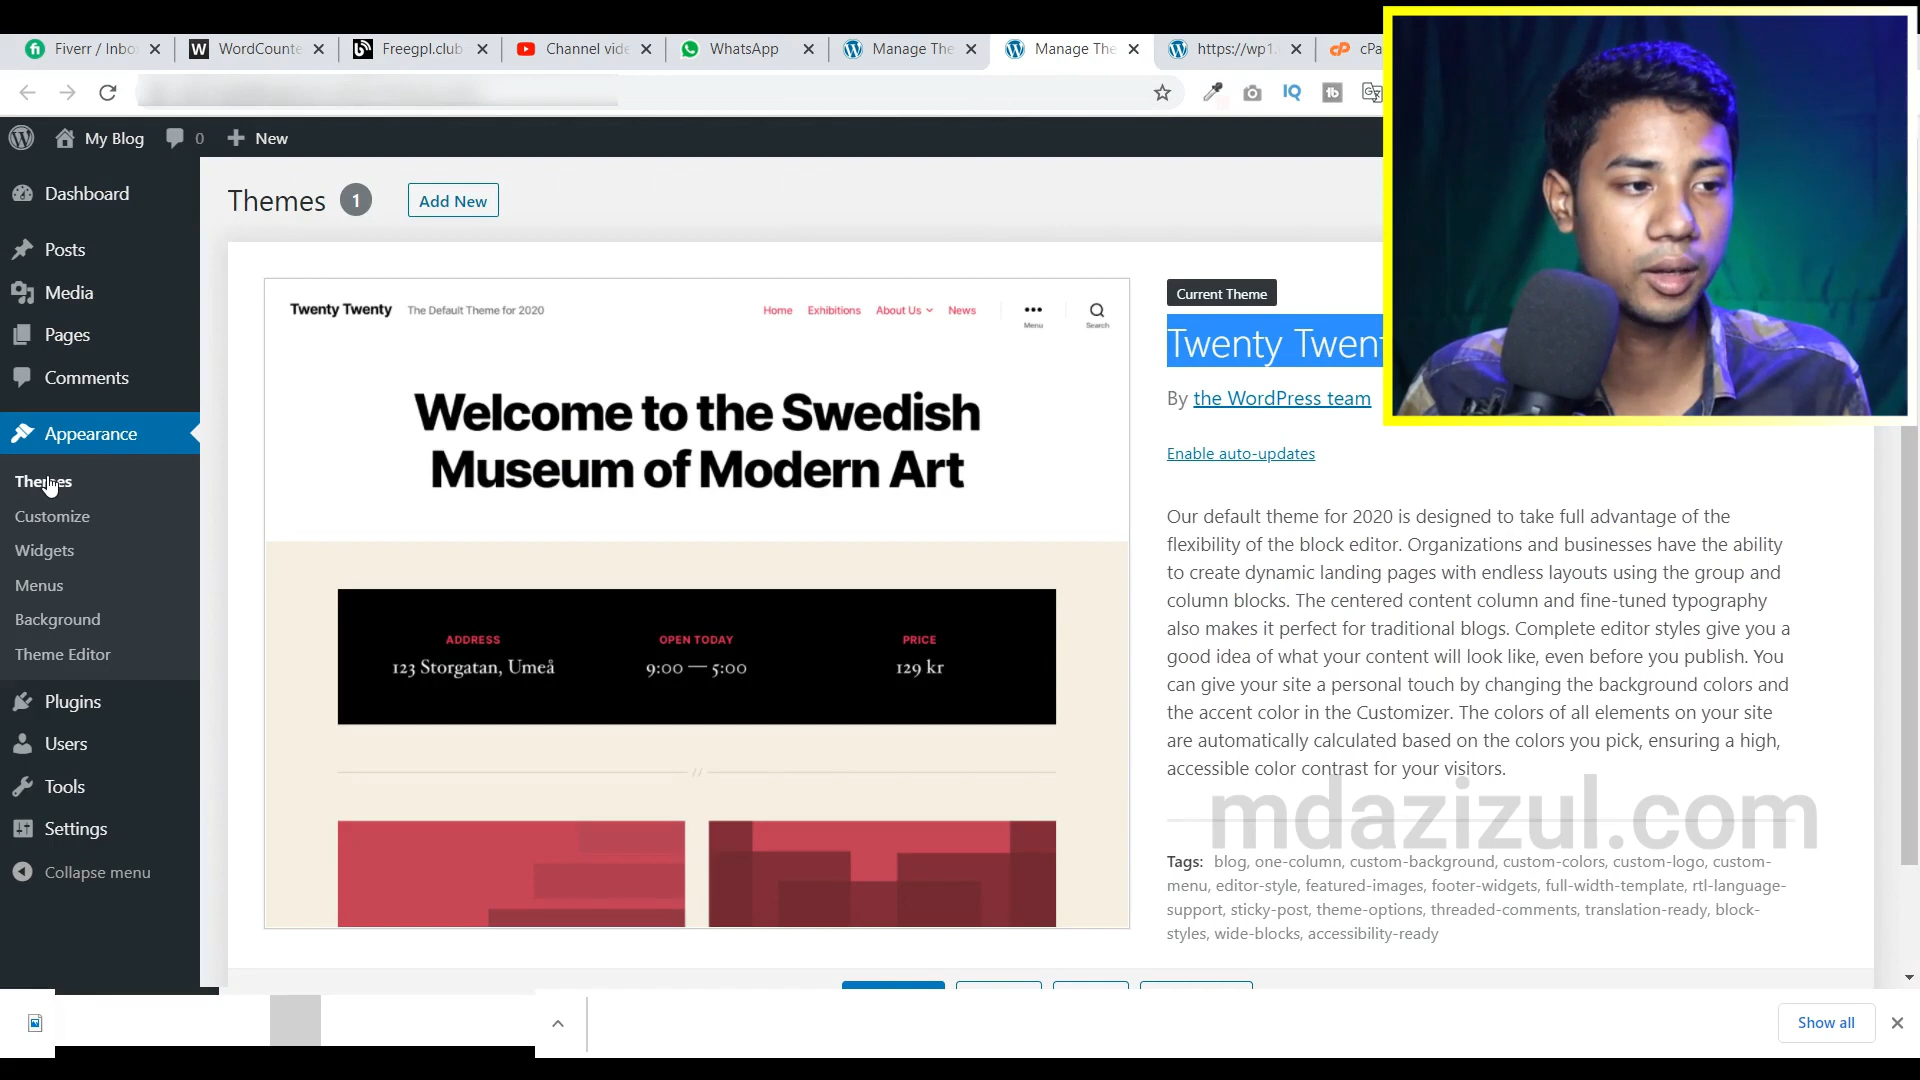 Fiverr / Inbo
WordCounte
Freegpl.club
Channel vide
WhatsApp
Manage The
Manage The
https://wp1.
cPa
My Blog
0
New
Dashboard
Posts
Media
Pages
Comments
Appearance
Themes
Customize
Widgets
Menus
Background
Theme Editor
Plugins
Users
Tools
Settings
Collapse menu
Themes 1
Add New
Twenty Twenty The Default Theme for 2020
Home Exhibitions About Us News
Menu
Search
Welcome to the Swedish
Museum of Modern Art
ADDRESS OPEN TODAY PRICE
123 Storgatan, Umeå 9:00 — 5:00 129 kr
Current Theme
Twenty Twent
By the WordPress team
Enable auto-updates
Our default theme for 2020 is designed to take full advantage of the
flexibility of the block editor. Organizations and businesses have the ability
to create dynamic landing pages with endless layouts using the group and
column blocks. The centered content column and fine-tuned typography
also makes it perfect for traditional blogs. Complete editor styles give you a
good idea of what your content will look like, even before you publish. You
can give your site a personal touch by changing the background colors and
the accent color in the Customizer. The colors of all elements on your site
are automatically calculated based on the colors you pick, ensuring a high,
accessible color contrast for your visitors.
mdazizul.com
Tags: blog, one-column, custom-background, custom-colors, custom-logo, custom-
menu, editor-style, featured-images, footer-widgets, full-width-template, rtl-language-
support, sticky-post, theme-options, threaded-comments, translation-ready, block-
styles, wide-blocks, accessibility-ready
Show all